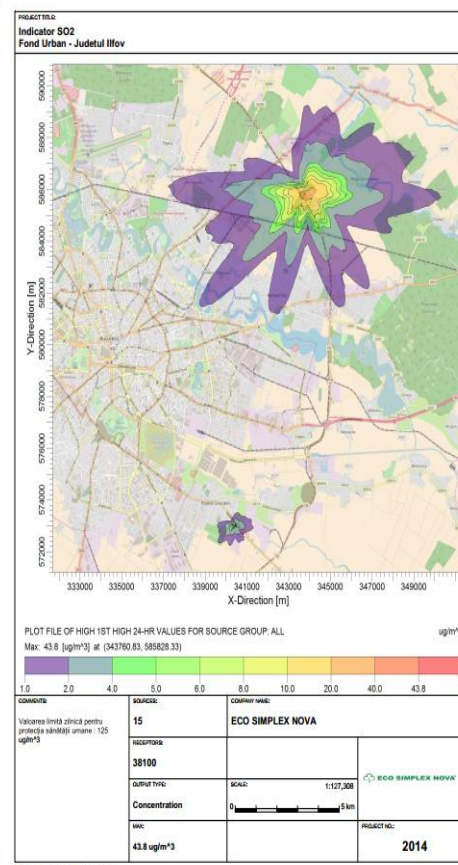 PROJECT TITLE:
Indicator SO2
Fond Urban - Judetul Ilfov
Y-Direction [m]
590000
588000
586000
584000
582000
580000
578000
576000
574000
572000
333000 335000 337000 339000 341000 343000 345000 347000 349000
X-Direction [m]
PLOT FILE OF HIGH 1ST HIGH 24-HR VALUES FOR SOURCE GROUP: ALL
ug/m^
Max: 43.8 [ug/m^3] at (343760.83, 585828.33)
1.0 2.0 4.0 5.0 6.0 8.0 10.0 20.0 40.0 43.8
COMMENTS:
Valoarea limită zilnică pentru
protecția sănătății umane : 125
ug/m^3
SOURCES:
15
COMPANY NAME:
ECO SIMPLEX NOVA
RECEPTORS:
38100
OUTPUT TYPE:
Concentration
SCALE:
1:127,308
0 5 km
ECO SIMPLEX NOVA
MAX:
43.8 ug/m^3
PROJECT NO.:
2014